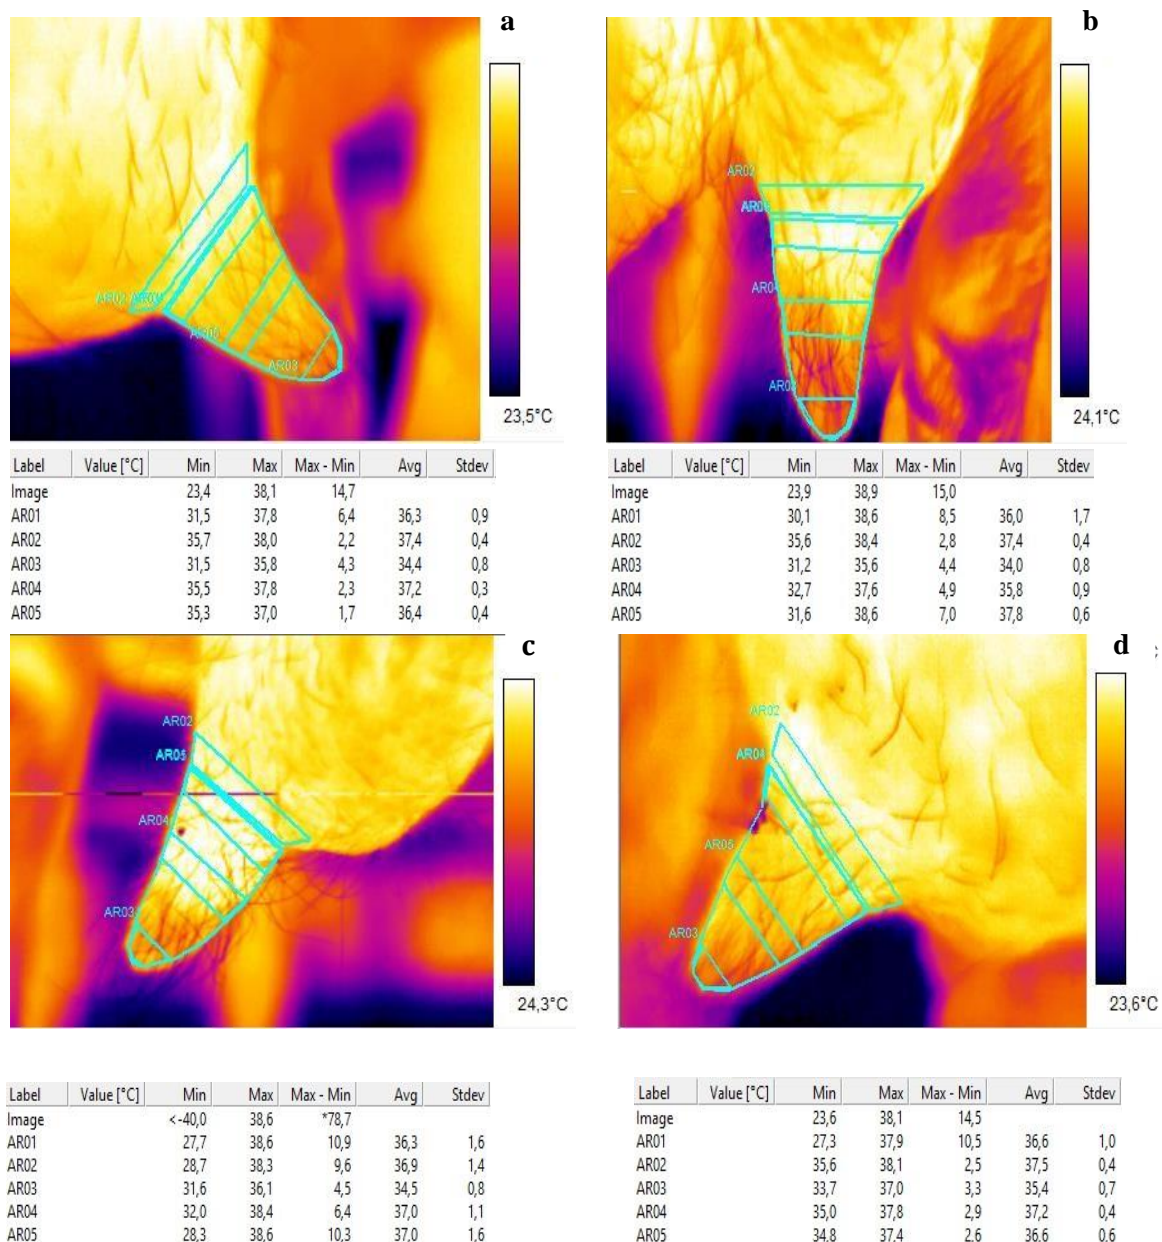 a
AR02
AR05
AR03
23,5°C
Label Value [°C] Min Max Max - Min Avg Stdev
Image 23,4 38,1 14,7
AR01 31,5 37,8 6,4 36,3 0,9
AR02 35,7 38,0 2,2 37,4 0,4
AR03 31,5 35,8 4,3 34,4 0,8
AR04 35,5 37,8 2,3 37,2 0,3
AR05 35,3 37,0 1,7 36,4 0,4
b
AR02
AR04
AR03
24,1°C
Label Value [°C] Min Max Max - Min Avg Stdev
Image 23,9 38,9 15,0
AR01 30,1 38,6 8,5 36,0 1,7
AR02 35,6 38,4 2,8 37,4 0,4
AR03 31,2 35,6 4,4 34,0 0,8
AR04 32,7 37,6 4,9 35,8 0,9
AR05 31,6 38,6 7,0 37,8 0,6
c
AR02
AR05
AR04
AR03
24,3°C
Label Value [°C] Min Max Max - Min Avg Stdev
Image <-40,0 38,6 *78,7
AR01 27,7 38,6 10,9 36,3 1,6
AR02 28,7 38,3 9,6 36,9 1,4
AR03 31,6 36,1 4,5 34,5 0,8
AR04 32,0 38,4 6,4 37,0 1,1
AR05 28,3 38,6 10,3 37,0 1,6
d
AR02
AR04
AR05
AR03
23,6°C
Label Value [°C] Min Max Max - Min Avg Stdev
Image 23,6 38,1 14,5
AR01 27,3 37,9 10,5 36,6 1,0
AR02 35,6 38,1 2,5 37,5 0,4
AR03 33,7 37,0 3,3 35,4 0,7
AR04 35,0 37,8 2,9 37,2 0,4
AR05 34,8 37,4 2,6 36,6 0,6